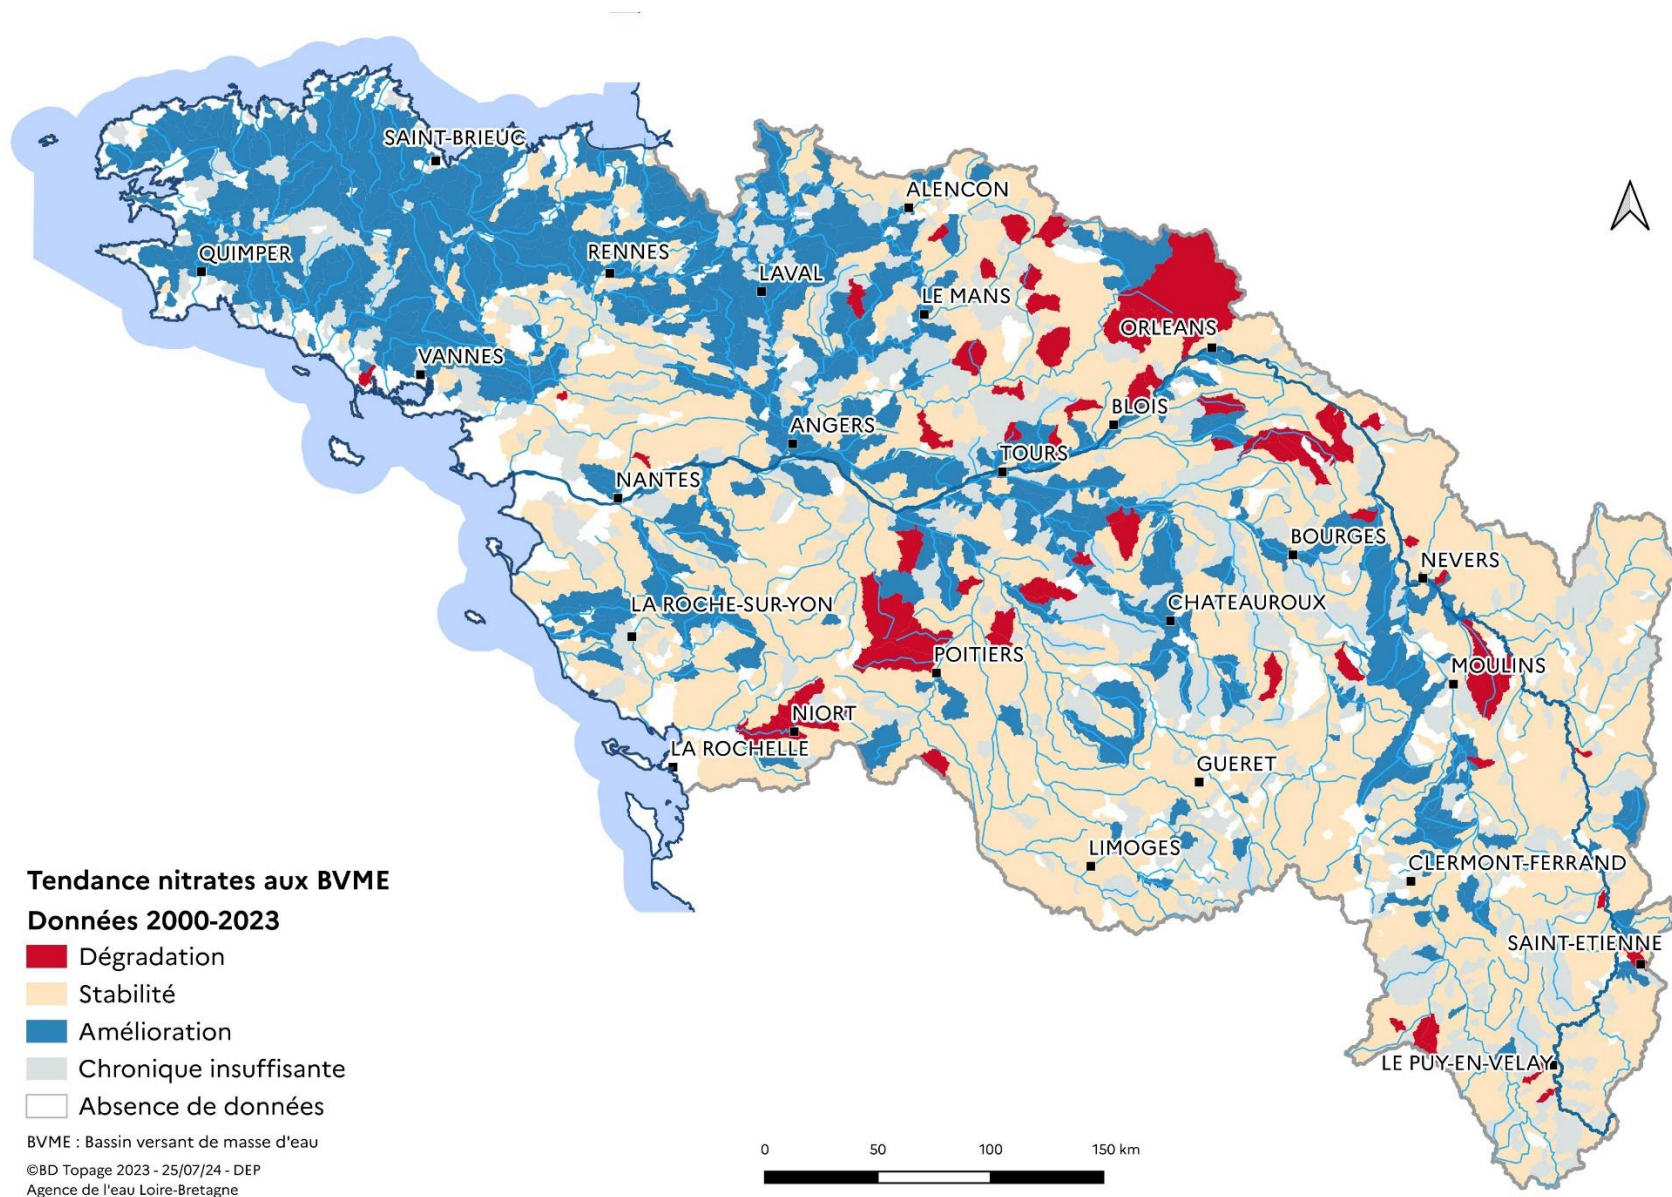 SAINT-BRIEUC
ALENCON
QUIMPER
RENNES
LAVAL
LE MANS
ORLEANS
VANNES
BLOIS
ANGERS
TOURS
NANTES
BOURGES
NEVERS
LA ROCHE-SUR-YON
CHATEAUROUX
POITIERS
MOULINS
NIORT
LA ROCHELLE
GUERET
LIMOGES
CLERMONT-FERRAND
SAINT-ETIENNE
LE PUY-EN-VELAY
Tendance nitrates aux BVME
Données 2000-2023
Dégradation
Stabilité
Amélioration
Chronique insuffisante
Absence de données
BVME : Bassin versant de masse d'eau
©BD Topage 2023 - 25/07/24 - DEP
Agence de l'eau Loire-Bretagne
0 50 100 150 km